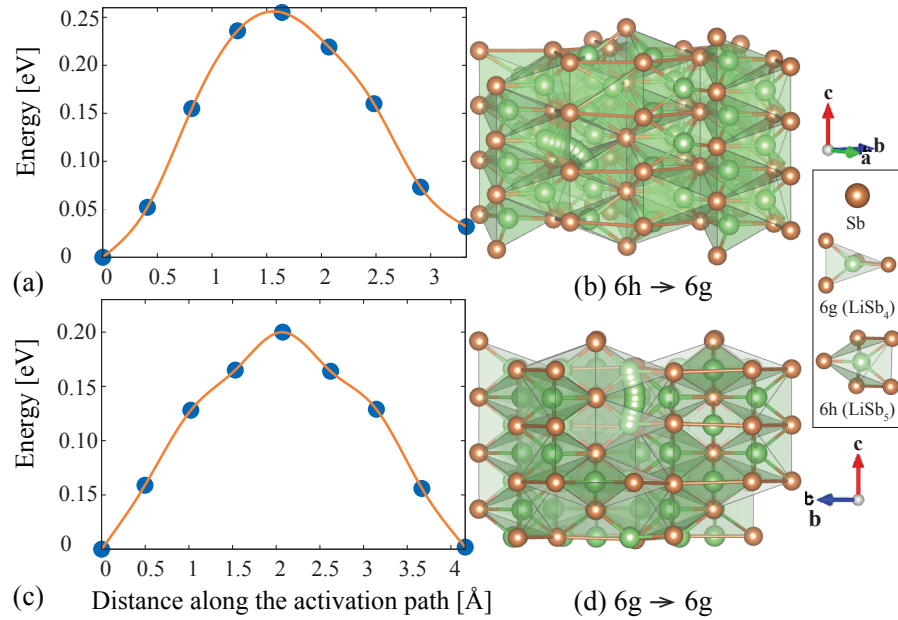 0.25
0.20
0.15
0.10
0.05
0
Energy [eV]
0 0.5 1 1.5 2 2.5 3
(a)
(b) 6h → 6g
c
b
a
Sb
6g (LiSb4)
6h (LiSb5)
0.20
0.15
0.10
0.15
0
Energy [eV]
0 0.5 1 1.5 2 2.5 3 3.5 4
(c)
Distance along the activation path [Å]
(d) 6g → 6g
c
b